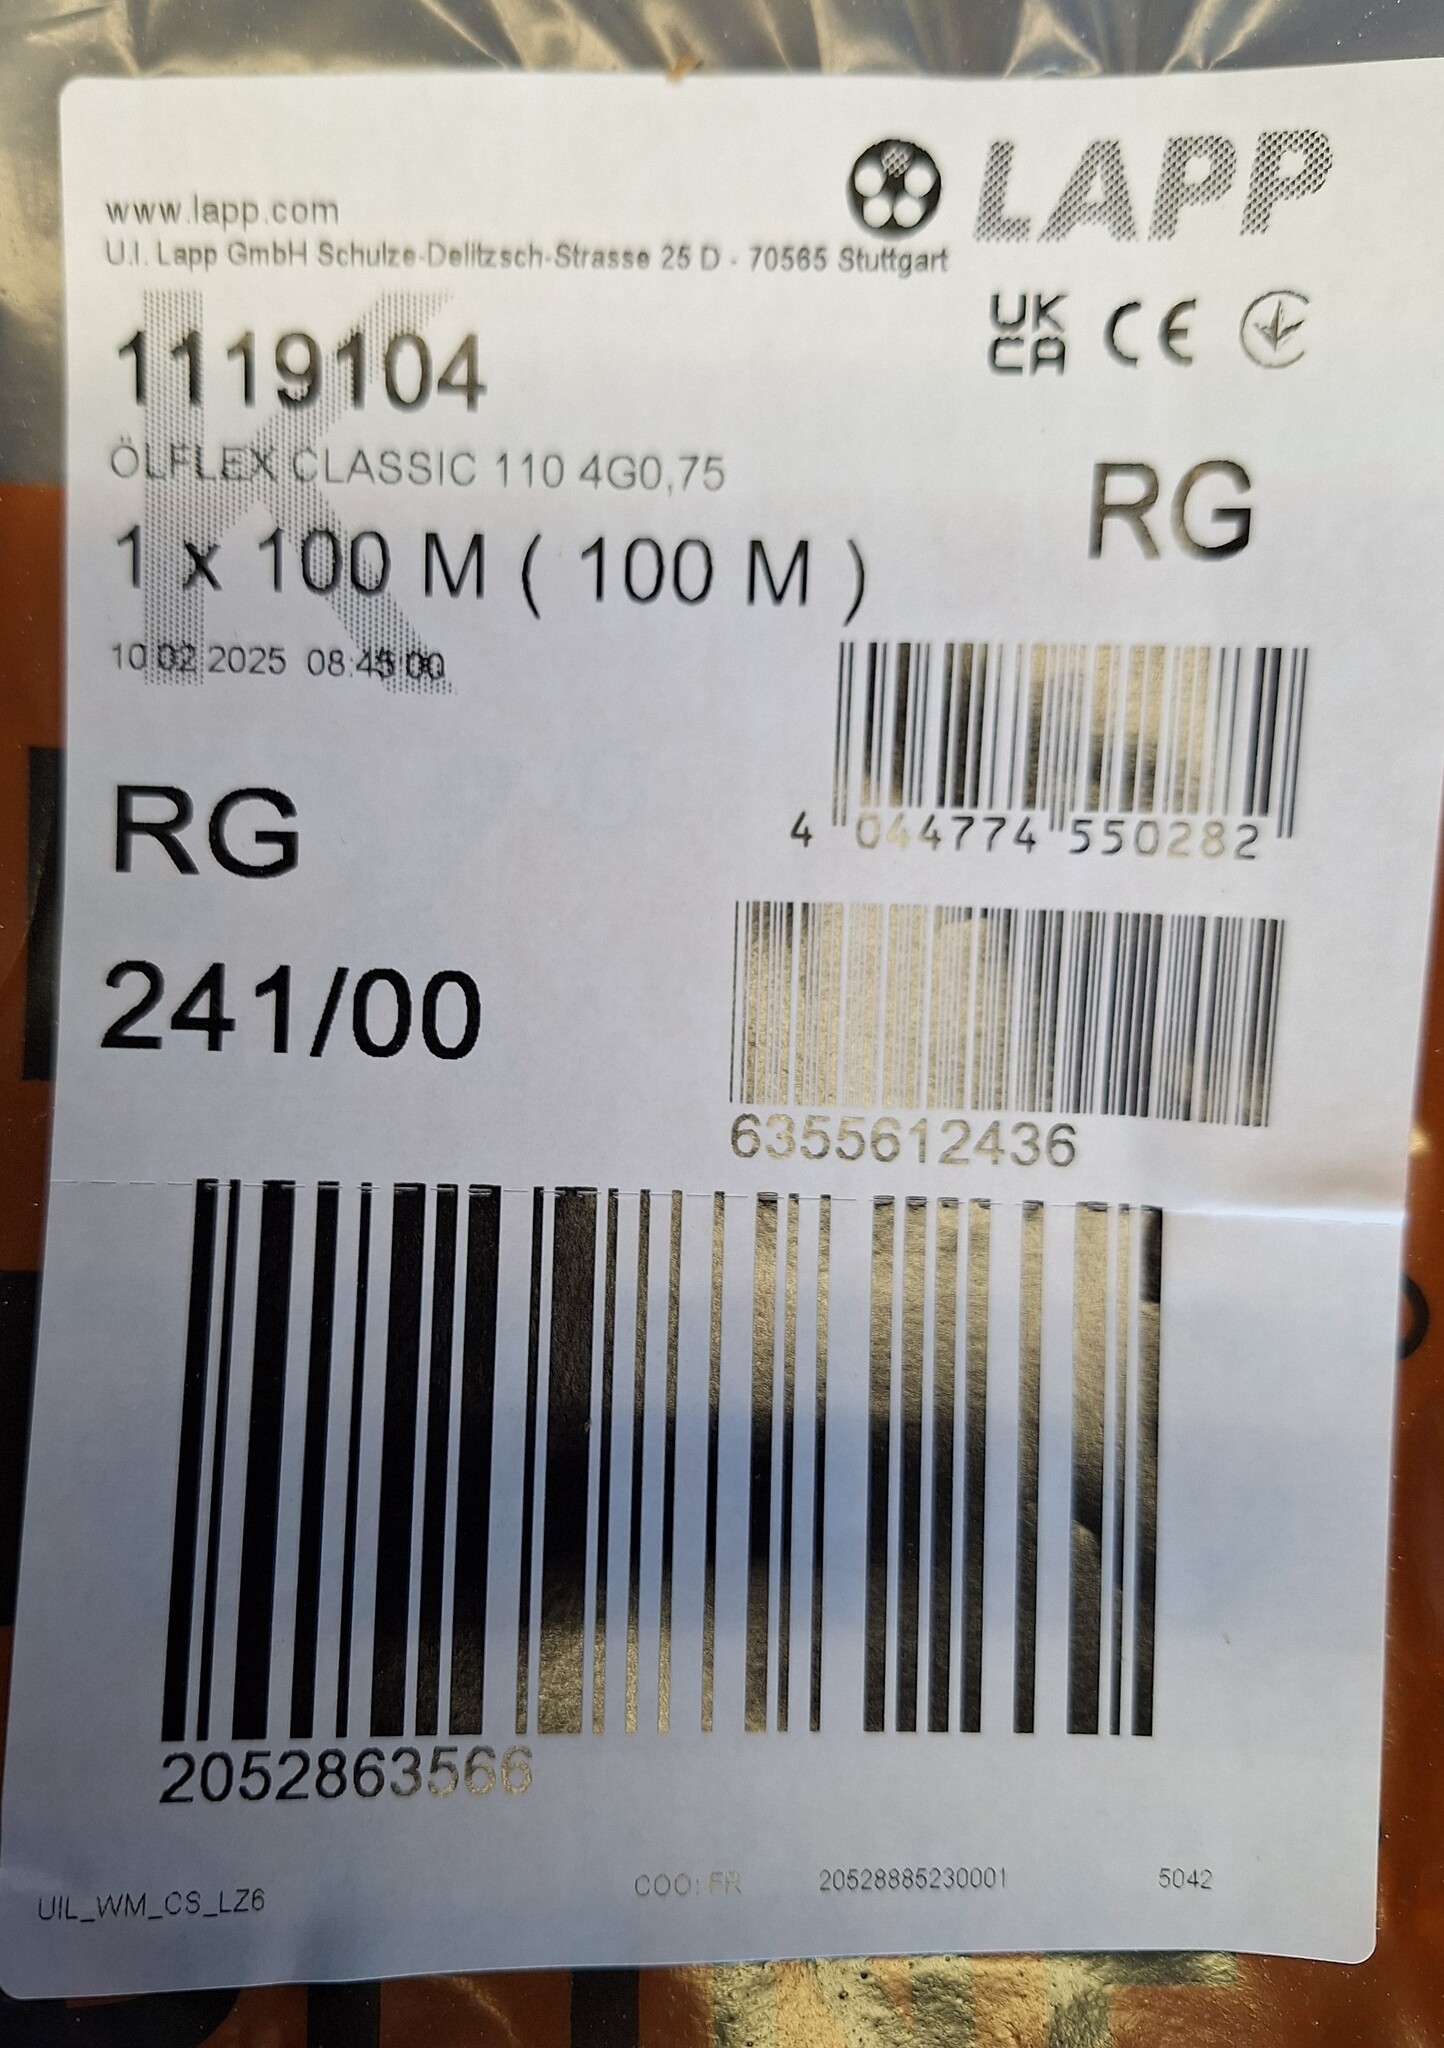 LAPP
www.lapp.com
U.I. Lapp GmbH Schulze-Delitzsch-Strasse 25 D - 70565 Stuttgart
UK
CA
CE
K
1119104
ÖLFLEX CLASSIC 110 4G0,75
RG
1 x 100 M ( 100 M )
10.02.2025 08:45:00
4 044774 550282
RG
241/00
6355612436
2052863566
UIL_WM_CS_LZ6
COO: FR
20528885230001
5042